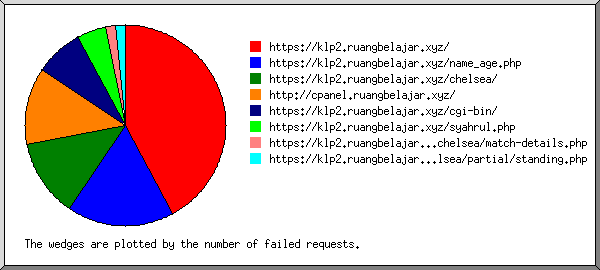 https://klp2.ruangbelajar.xyz/
https://klp2.ruangbelajar.xyz/name_age.php
https://klp2.ruangbelajar.xyz/chelsea/
http://cpanel.ruangbelajar.xyz/
https://klp2.ruangbelajar.xyz/cgi-bin/
https://klp2.ruangbelajar.xyz/syahrul.php
https://klp2.ruangbelajar...chelsea/match-details.php
https://klp2.ruangbelajar...lsea/partial/standing.php
The wedges are plotted by the number of failed requests.